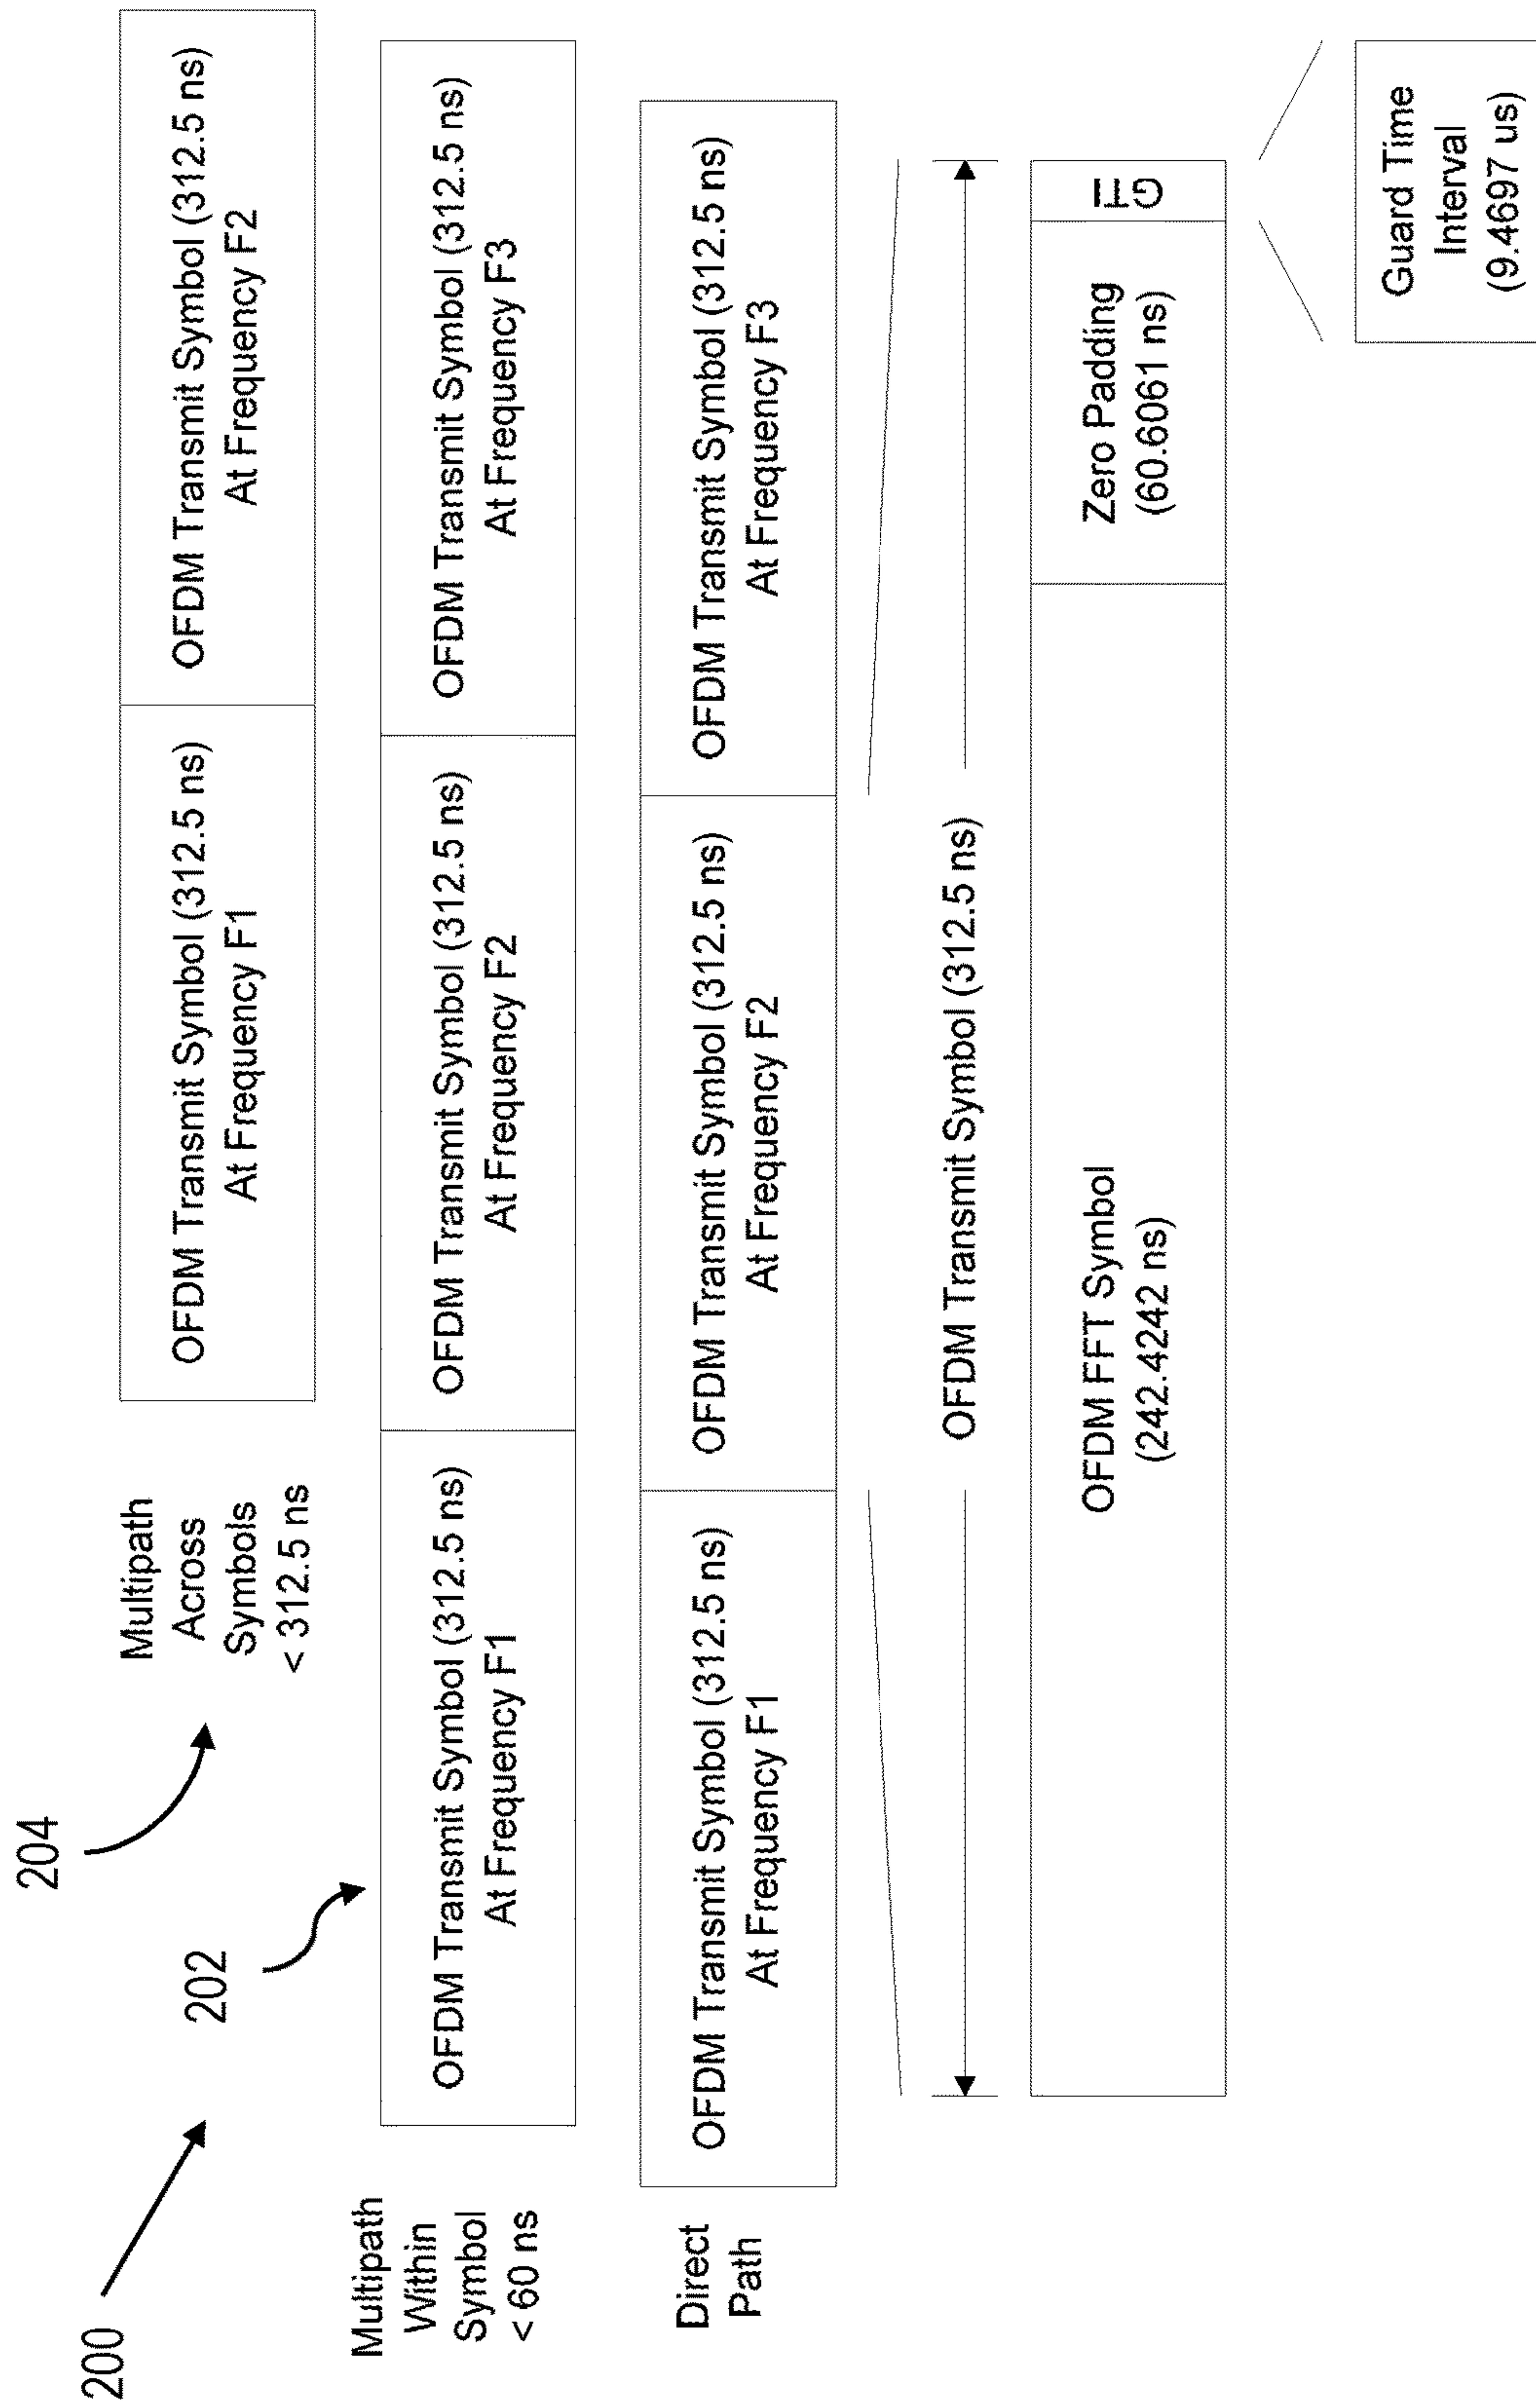 200
202
204
Multipath
Across
Symbols
< 312.5 ns
OFDM Transmit Symbol (312.5 ns)
At Frequency F1
OFDM Transmit Symbol (312.5 ns)
At Frequency F2
Multipath
Within
Symbol
< 60 ns
OFDM Transmit Symbol (312.5 ns)
At Frequency F1
OFDM Transmit Symbol (312.5 ns)
At Frequency F2
OFDM Transmit Symbol (312.5 ns)
At Frequency F3
Direct
Path
OFDM Transmit Symbol (312.5 ns)
At Frequency F1
OFDM Transmit Symbol (312.5 ns)
At Frequency F2
OFDM Transmit Symbol (312.5 ns)
At Frequency F3
OFDM Transmit Symbol (312.5 ns)
OFDM FFT Symbol
(242.4242 ns)
Zero Padding
(60.6061 ns)
GTI
Guard Time
Interval
(9.4697 us)